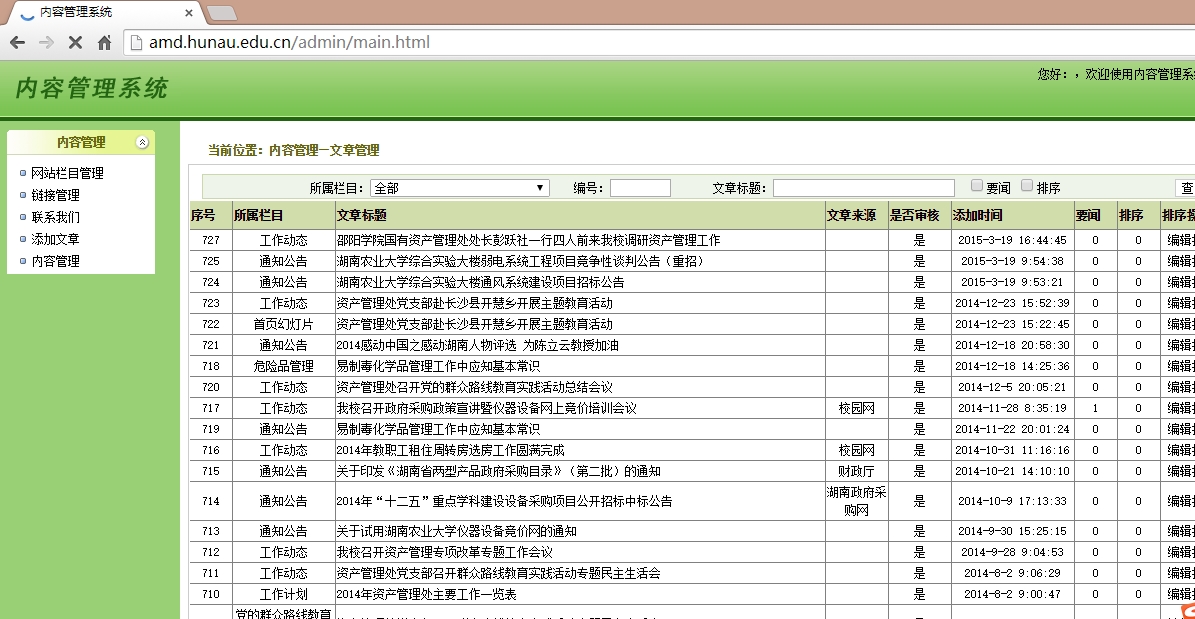 内容管理系统
amd.hunau.edu.cn/admin/main.html
内容管理系统
您好：，欢迎使用内容管理系
内容管理
网站栏目管理
链接管理
联系我们
添加文章
内容管理
当前位置：内容管理—文章管理
所属栏目： 全部 编号： 文章标题： 要闻 排序 查
序号 所属栏目 文章标题 文章来源 是否审核 添加时间 要闻 排序 排序
727 工作动态 邵阳学院国有资产管理处处长彭跃社一行四人前来我校调研资产管理工作 是 2015-3-19 16:44:45 0 0 编辑
725 通知公告 湖南农业大学综合实验大楼弱电系统工程项目竞争性谈判公告（重招） 是 2015-3-19 9:54:38 0 0 编辑
724 通知公告 湖南农业大学综合实验大楼通风系统建设项目招标公告 是 2015-3-19 9:53:21 0 0 编辑
723 工作动态 资产管理处党支部赴长沙县开慧乡开展主题教育活动 是 2014-12-23 15:52:39 0 0 编辑
722 首页幻灯片 资产管理处党支部赴长沙县开慧乡开展主题教育活动 是 2014-12-23 15:22:45 0 0 编辑
721 通知公告 2014感动中国之感动湖南人物评选 为陈立云教授加油 是 2014-12-18 20:58:30 0 0 编辑
718 危险品管理 易制毒化学品管理工作中应知基本常识 是 2014-12-18 14:25:36 0 0 编辑
720 工作动态 资产管理处召开党的群众路线教育实践活动总结会议 是 2014-12-5 20:05:21 0 0 编辑
717 工作动态 我校召开政府采购政策宣讲暨仪器设备网上竞价培训会议 校园网 是 2014-11-28 8:35:19 1 0 编辑
719 通知公告 易制毒化学品管理工作中应知基本常识 是 2014-11-22 20:01:24 0 0 编辑
716 工作动态 2014年教职工租住周转房选房工作圆满完成 校园网 是 2014-10-31 11:16:16 0 0 编辑
715 通知公告 关于印发《湖南省两型产品政府采购目录》（第二批）的通知 财政厅 是 2014-10-21 14:10:10 0 0 编辑
714 通知公告 2014年“十二五”重点学科建设设备采购项目公开招标中标公告 湖南政府采 是 2014-10-9 17:13:33 0 0 编辑
购网
713 通知公告 关于试用湖南农业大学仪器设备竞价网的通知 是 2014-9-30 15:25:15 0 0 编辑
712 工作动态 我校召开资产管理专项改革专题工作会议 是 2014-9-28 9:04:53 0 0 编辑
711 工作动态 资产管理处党支部召开群众路线教育实践活动专题民主生活会 是 2014-8-2 9:06:29 0 0 编辑
710 工作计划 2014年资产管理处主要工作一览表 是 2014-8-2 9:00:47 0 0 编辑
党的群众路线教育